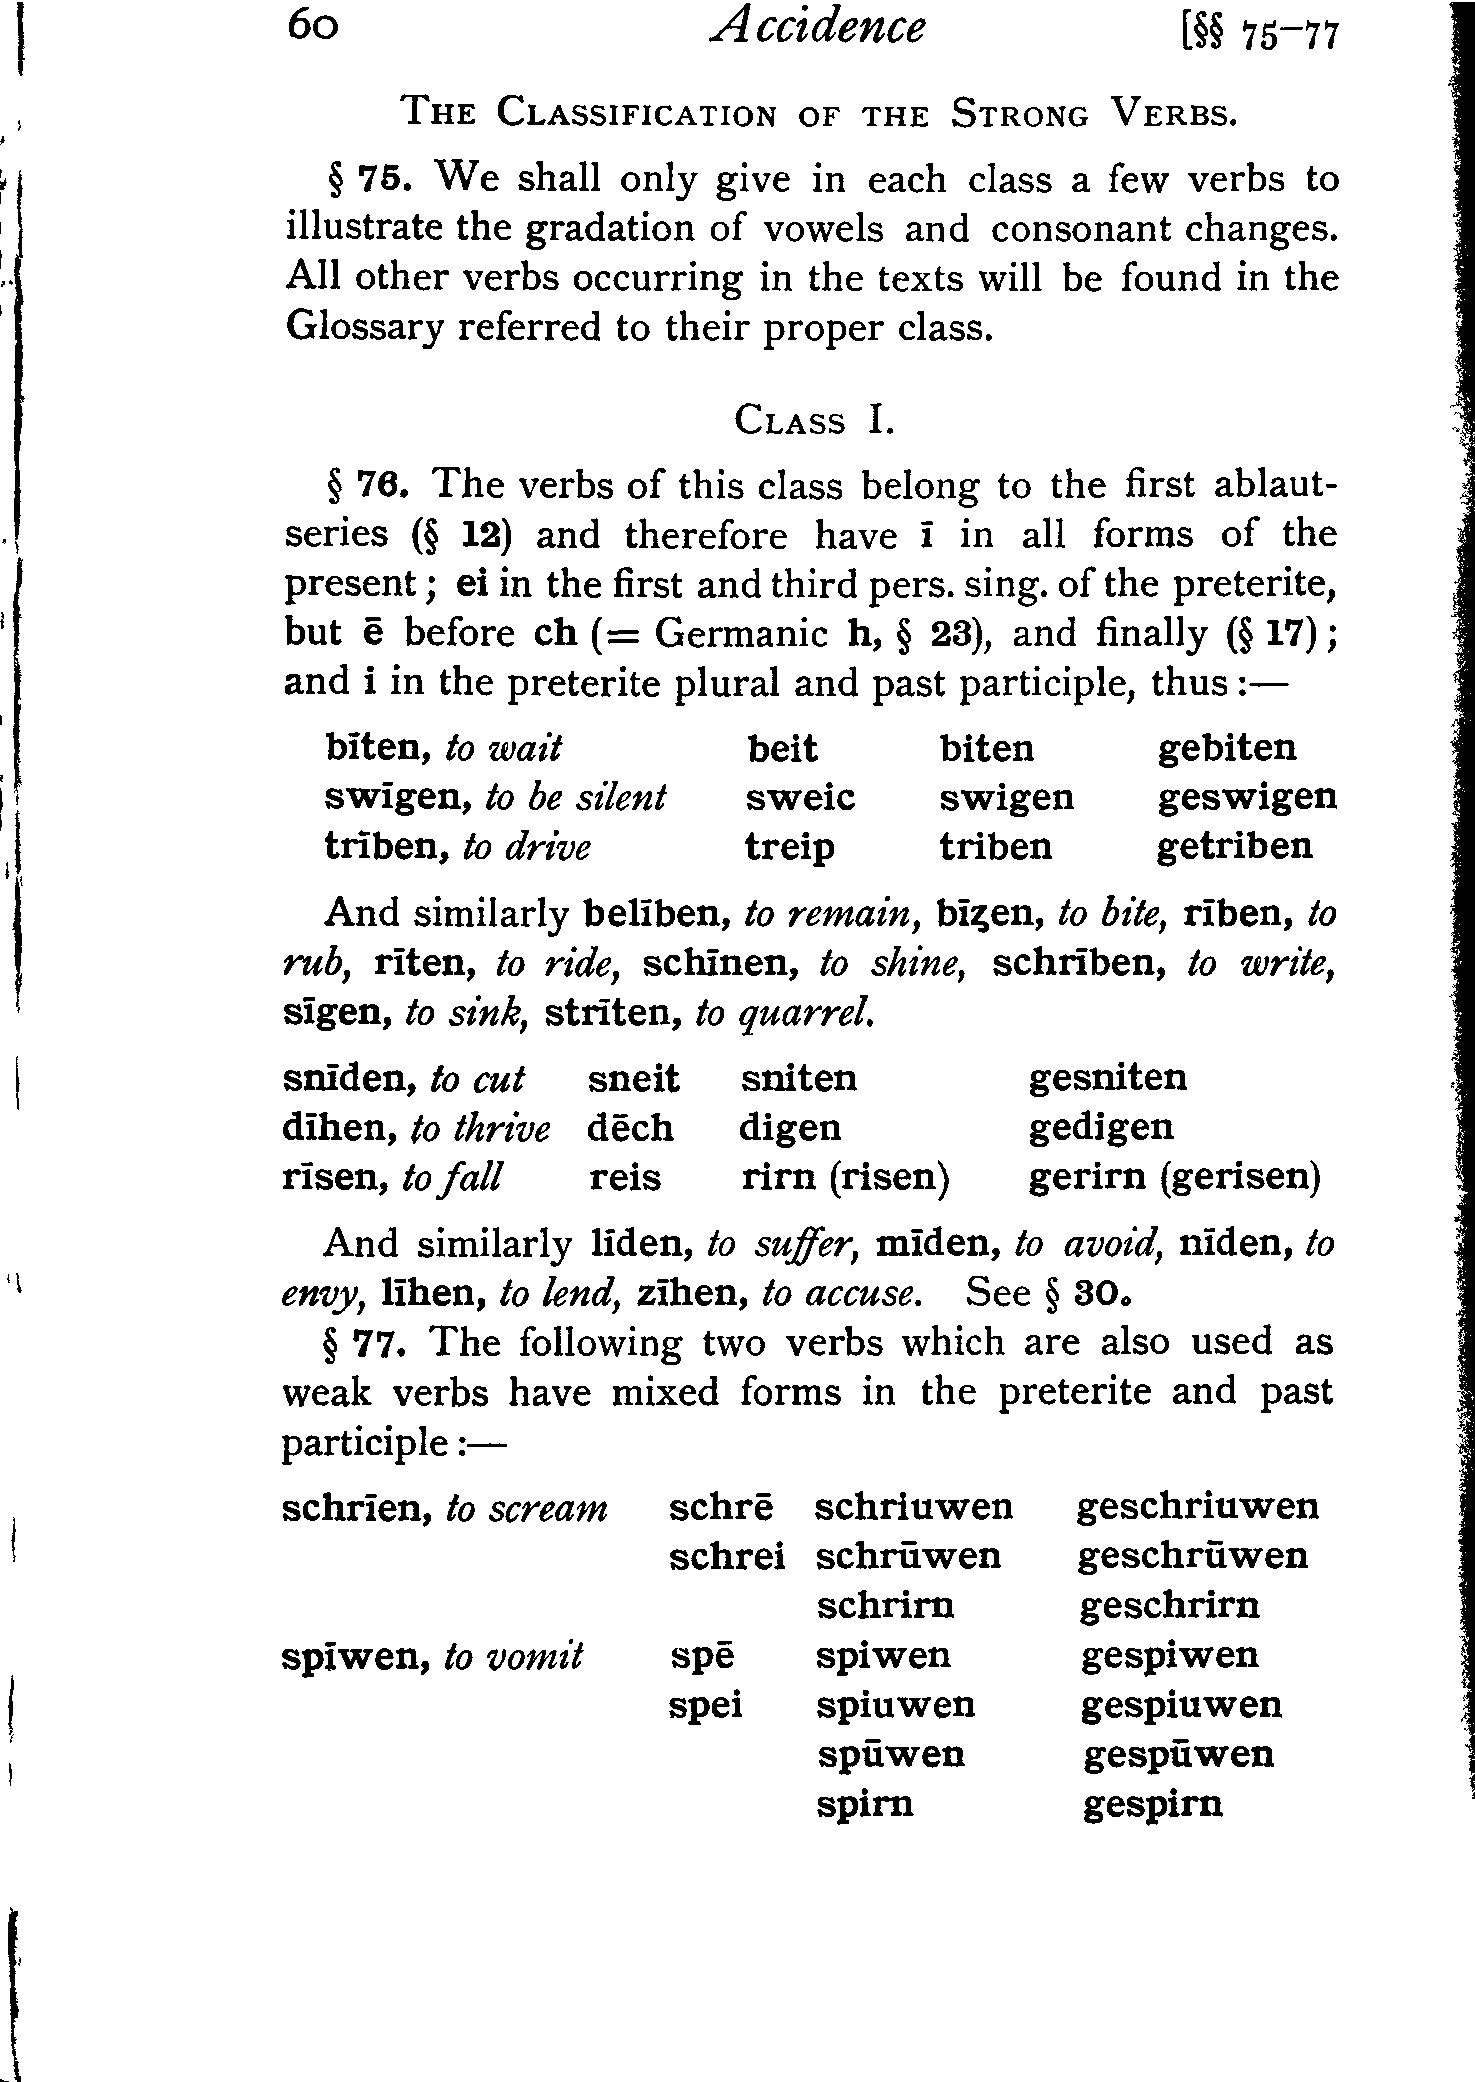 60 Accidence [§§ 75–77
The Classification of the Strong Verbs.
§ 75. We shall only give in each class a few verbs to
illustrate the gradation of vowels and consonant changes.
All other verbs occurring in the texts will be found in the
Glossary referred to their proper class.
Class I.
§ 76. The verbs of this class belong to the first ablaut-
series (§ 12) and therefore have ī in all forms of the
present; ei in the first and third pers. sing. of the preterite,
but ē before ch (= Germanic h, § 23), and finally (§ 17);
and i in the preterite plural and past participle, thus:—
bīten, to wait beit biten gebiten
swīgen, to be silent sweic swigen geswigen
trīben, to drive treip triben getriben
And similarly belīben, to remain, bīʒen, to bite, rīben, to
rub, rīten, to ride, schīnen, to shine, schrīben, to write,
sīgen, to sink, strīten, to quarrel.
snīden, to cut sneit sniten gesniten
dīhen, to thrive dēch digen gedigen
rīsen, to fall reis rirn (risen) gerirn (gerisen)
And similarly līden, to suffer, mīden, to avoid, nīden, to
envy, līhen, to lend, zīhen, to accuse. See § 30.
§ 77. The following two verbs which are also used as
weak verbs have mixed forms in the preterite and past
participle:—
schrīen, to scream schrē schriuwen geschriuwen
schrei schrūwen geschrūwen
schrirn geschrirn
spīwen, to vomit spē spiwen gespiwen
spei spiuwen gespiuwen
spūwen gespūwen
spirn gespirn